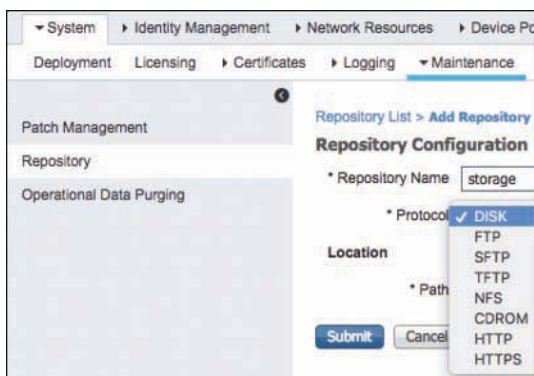 System Identity Management Network Resources Device Po
Deployment Licensing Certificates Logging Maintenance
Patch Management
Repository
Operational Data Purging
Repository List > Add Repository
Repository Configuration
* Repository Name storage
* Protocol ✓ DISK
FTP
SFTP
TFTP
NFS
CDROM
HTTP
HTTPS
Location
* Path
Submit Cancel